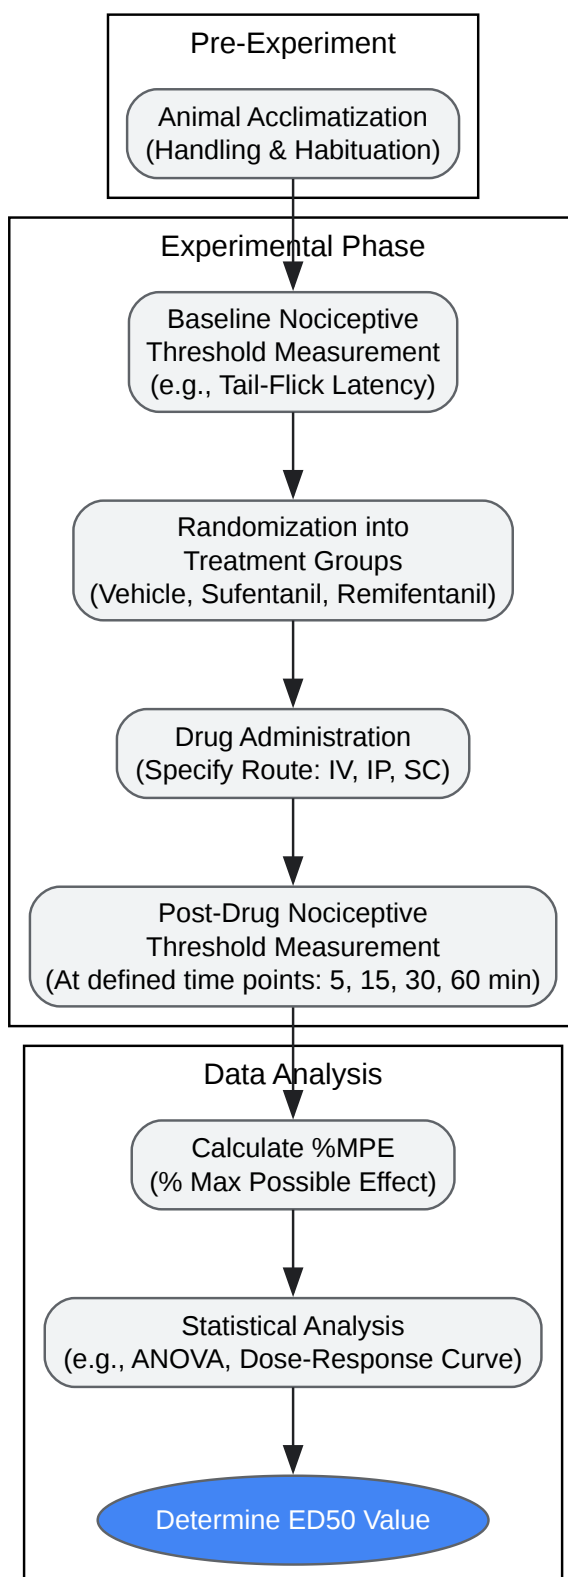 Pre-Experiment
Animal Acclimatization
(Handling & Habituation)
Experimental Phase
Baseline Nociceptive
Threshold Measurement
(e.g., Tail-Flick Latency)
Randomization into
Treatment Groups
(Vehicle, Sufentanil, Remifentanil)
Drug Administration
(Specify Route: IV, IP, SC)
Post-Drug Nociceptive
Threshold Measurement
(At defined time points: 5, 15, 30, 60 min)
Data Analysis
Calculate %MPE
(% Max Possible Effect)
Statistical Analysis
(e.g., ANOVA, Dose-Response Curve)
Determine ED50 Value